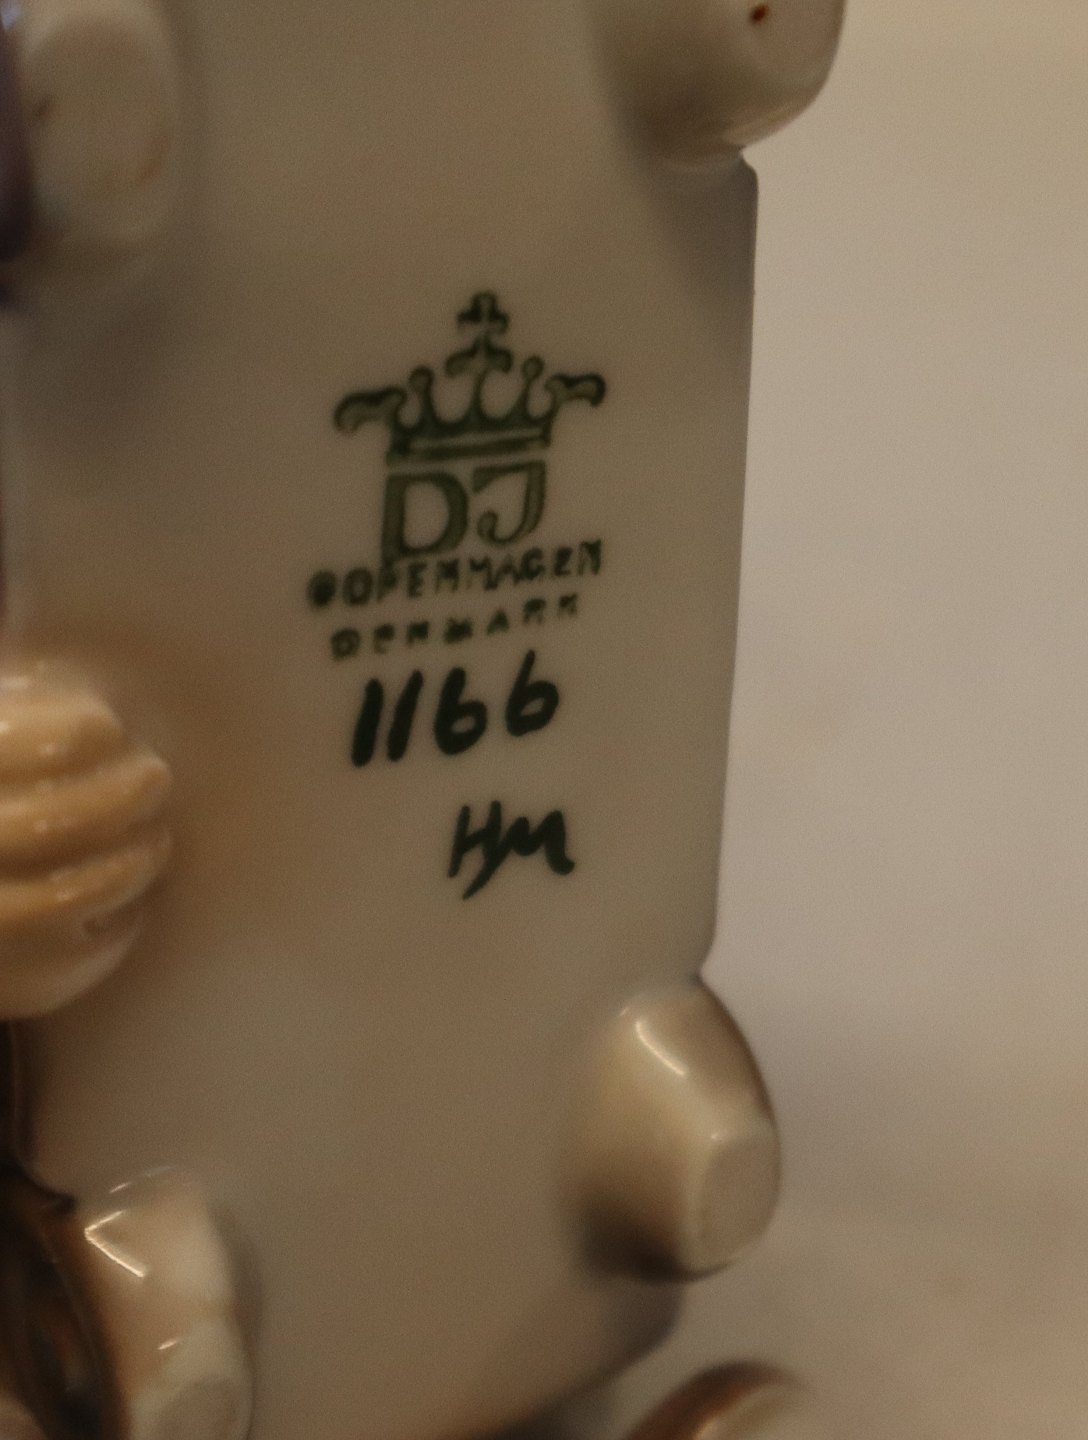 DJ
COPENHAGEN
DENMARK
1166
HM